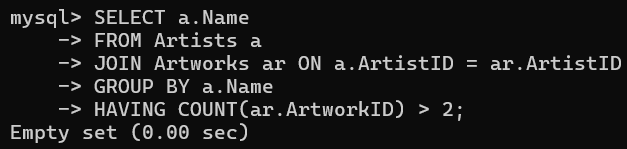 mysql> SELECT a.Name
    -> FROM Artists a
    -> JOIN Artworks ar ON a.ArtistID = ar.ArtistID
    -> GROUP BY a.Name
    -> HAVING COUNT(ar.ArtworkID) > 2;
Empty set (0.00 sec)